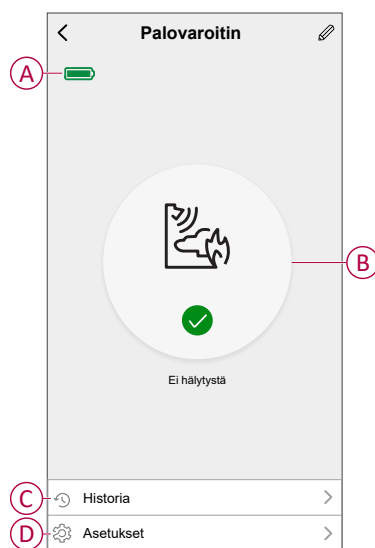 Palovaroitin
A
B
Ei hälytystä
C Historia
D Asetukset